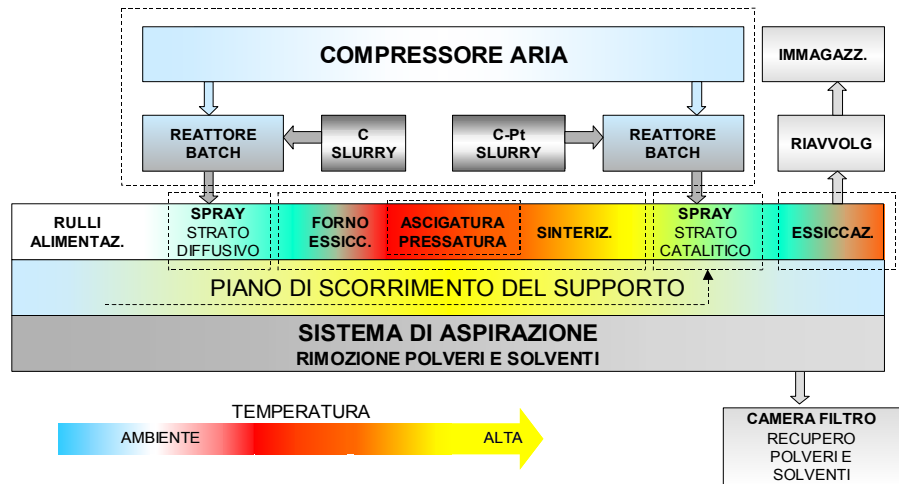 COMPRESSORE ARIA
IMMAGAZZ.
REATTORE
BATCH
C
SLURRY
C-Pt
SLURRY
REATTORE
BATCH
RIAVVOLG
RULLI
ALIMENTAZ.
SPRAY
STRATO
DIFFUSIVO
FORNO
ESSICC.
ASCIGATURA
PRESSATURA
SINTERIZ.
SPRAY
STRATO
CATALITICO
ESSICCAZ.
PIANO DI SCORRIMENTO DEL SUPPORTO
SISTEMA DI ASPIRAZIONE
RIMOZIONE POLVERI E SOLVENTI
TEMPERATURA
AMBIENTE
ALTA
CAMERA FILTRO
RECUPERO
POLVERI E
SOLVENTI